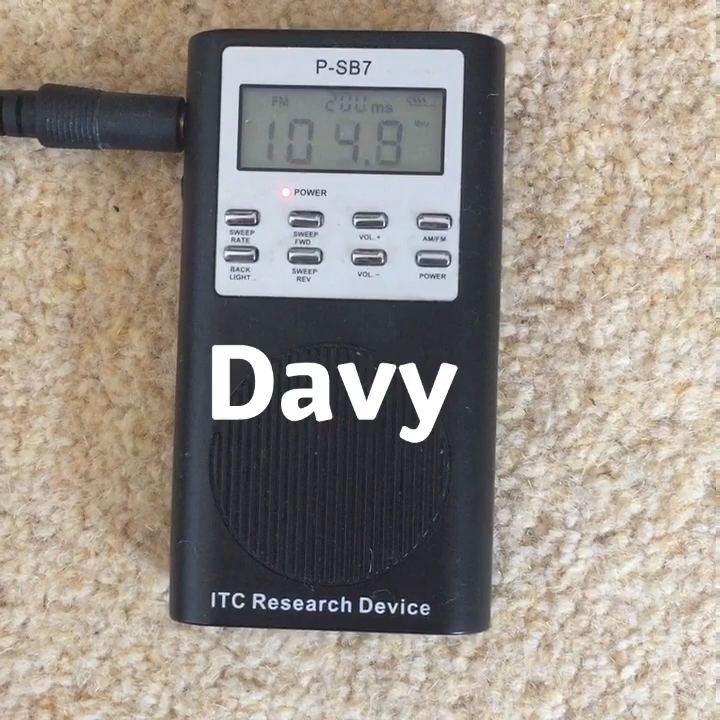 P-SB7
FM 200 ms
104.8 MHz
POWER
SWEEP RATE
SWEEP FWD
VOL. +
AM/FM
BACK LIGHT
SWEEP REV
VOL. −
POWER
Davy
ITC Research Device